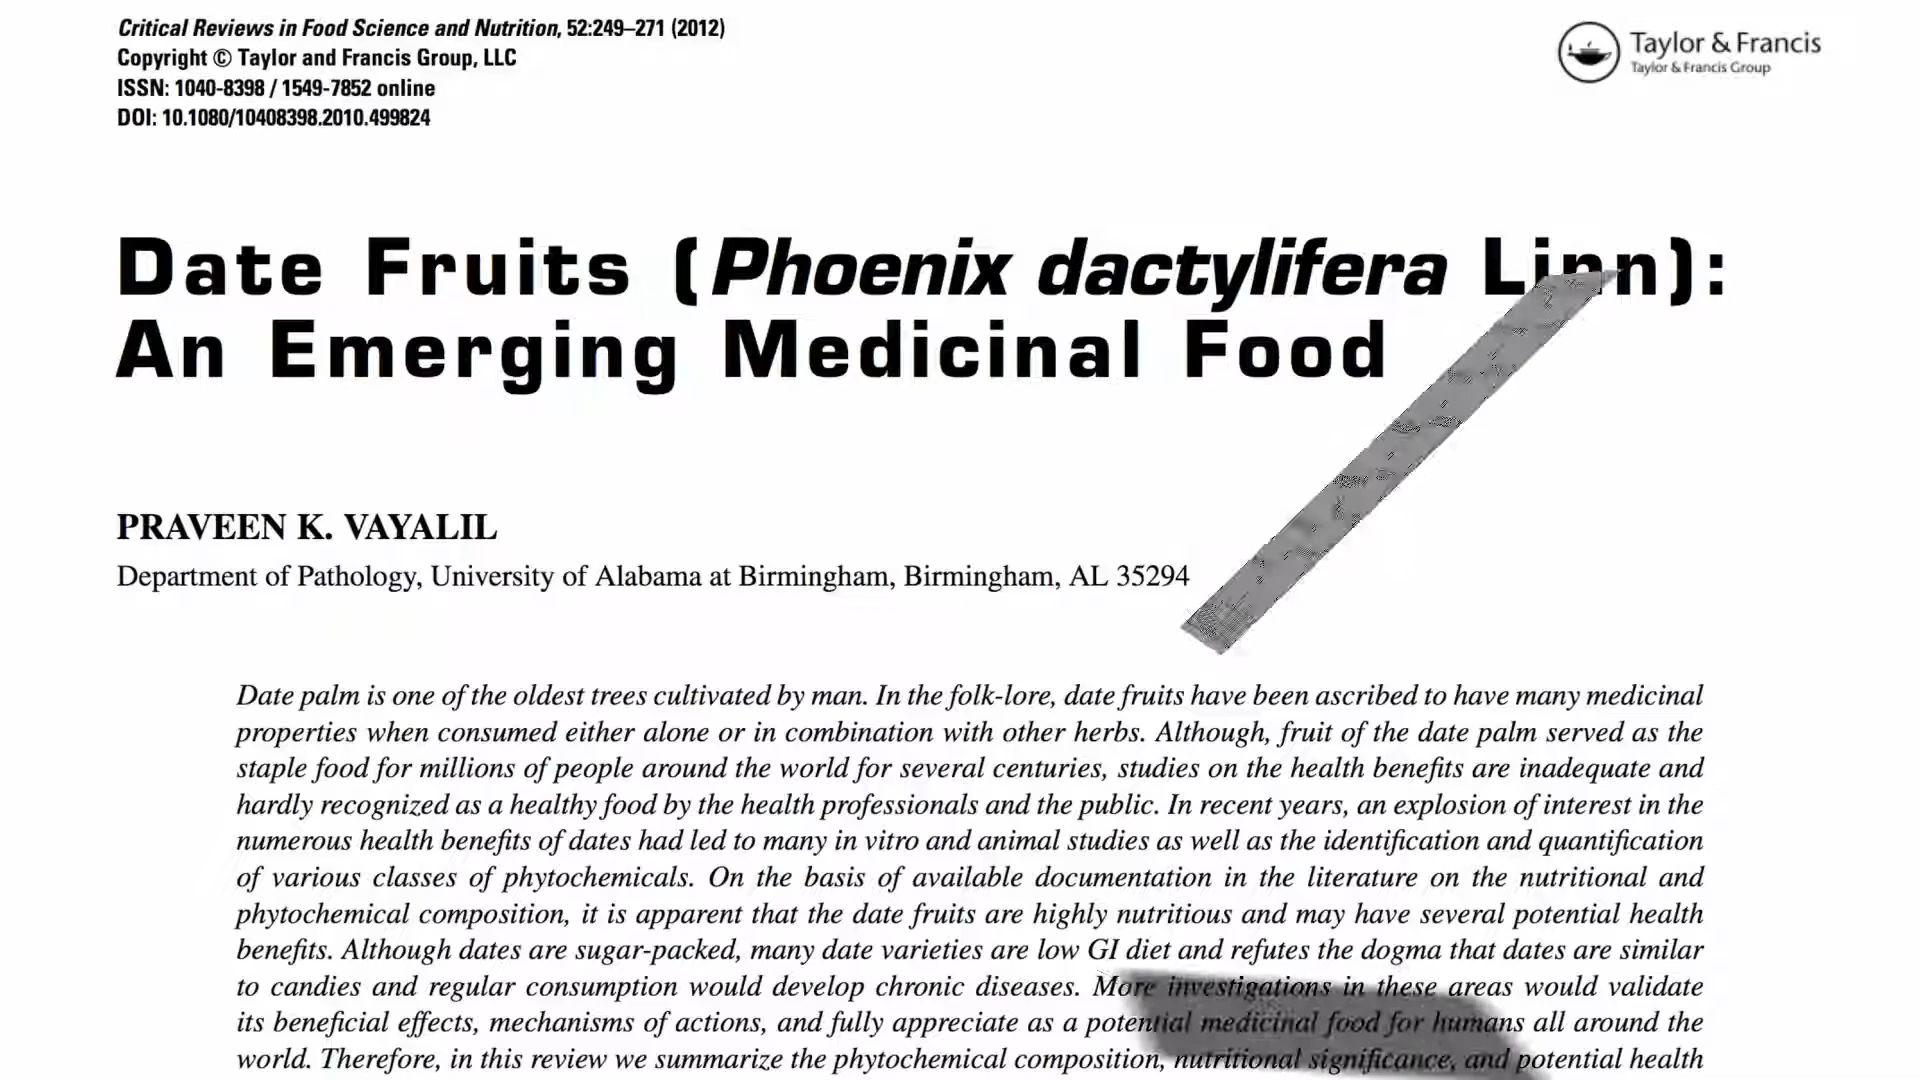 Critical Reviews in Food Science and Nutrition, 52:249–271 (2012)
Copyright © Taylor and Francis Group, LLC
ISSN: 1040-8398 / 1549-7852 online
DOI: 10.1080/10408398.2010.499824
Taylor & Francis
Taylor & Francis Group
Date Fruits (Phoenix dactylifera Linn):
An Emerging Medicinal Food
PRAVEEN K. VAYALIL
Department of Pathology, University of Alabama at Birmingham, Birmingham, AL 35294
Date palm is one of the oldest trees cultivated by man. In the folk-lore, date fruits have been ascribed to have many medicinal
properties when consumed either alone or in combination with other herbs. Although, fruit of the date palm served as the
staple food for millions of people around the world for several centuries, studies on the health benefits are inadequate and
hardly recognized as a healthy food by the health professionals and the public. In recent years, an explosion of interest in the
numerous health benefits of dates had led to many in vitro and animal studies as well as the identification and quantification
of various classes of phytochemicals. On the basis of available documentation in the literature on the nutritional and
phytochemical composition, it is apparent that the date fruits are highly nutritious and may have several potential health
benefits. Although dates are sugar-packed, many date varieties are low GI diet and refutes the dogma that dates are similar
to candies and regular consumption would develop chronic diseases. More investigations in these areas would validate
its beneficial effects, mechanisms of actions, and fully appreciate as a potential medicinal food for humans all around the
world. Therefore, in this review we summarize the phytochemical composition, nutritional significance, and potential health